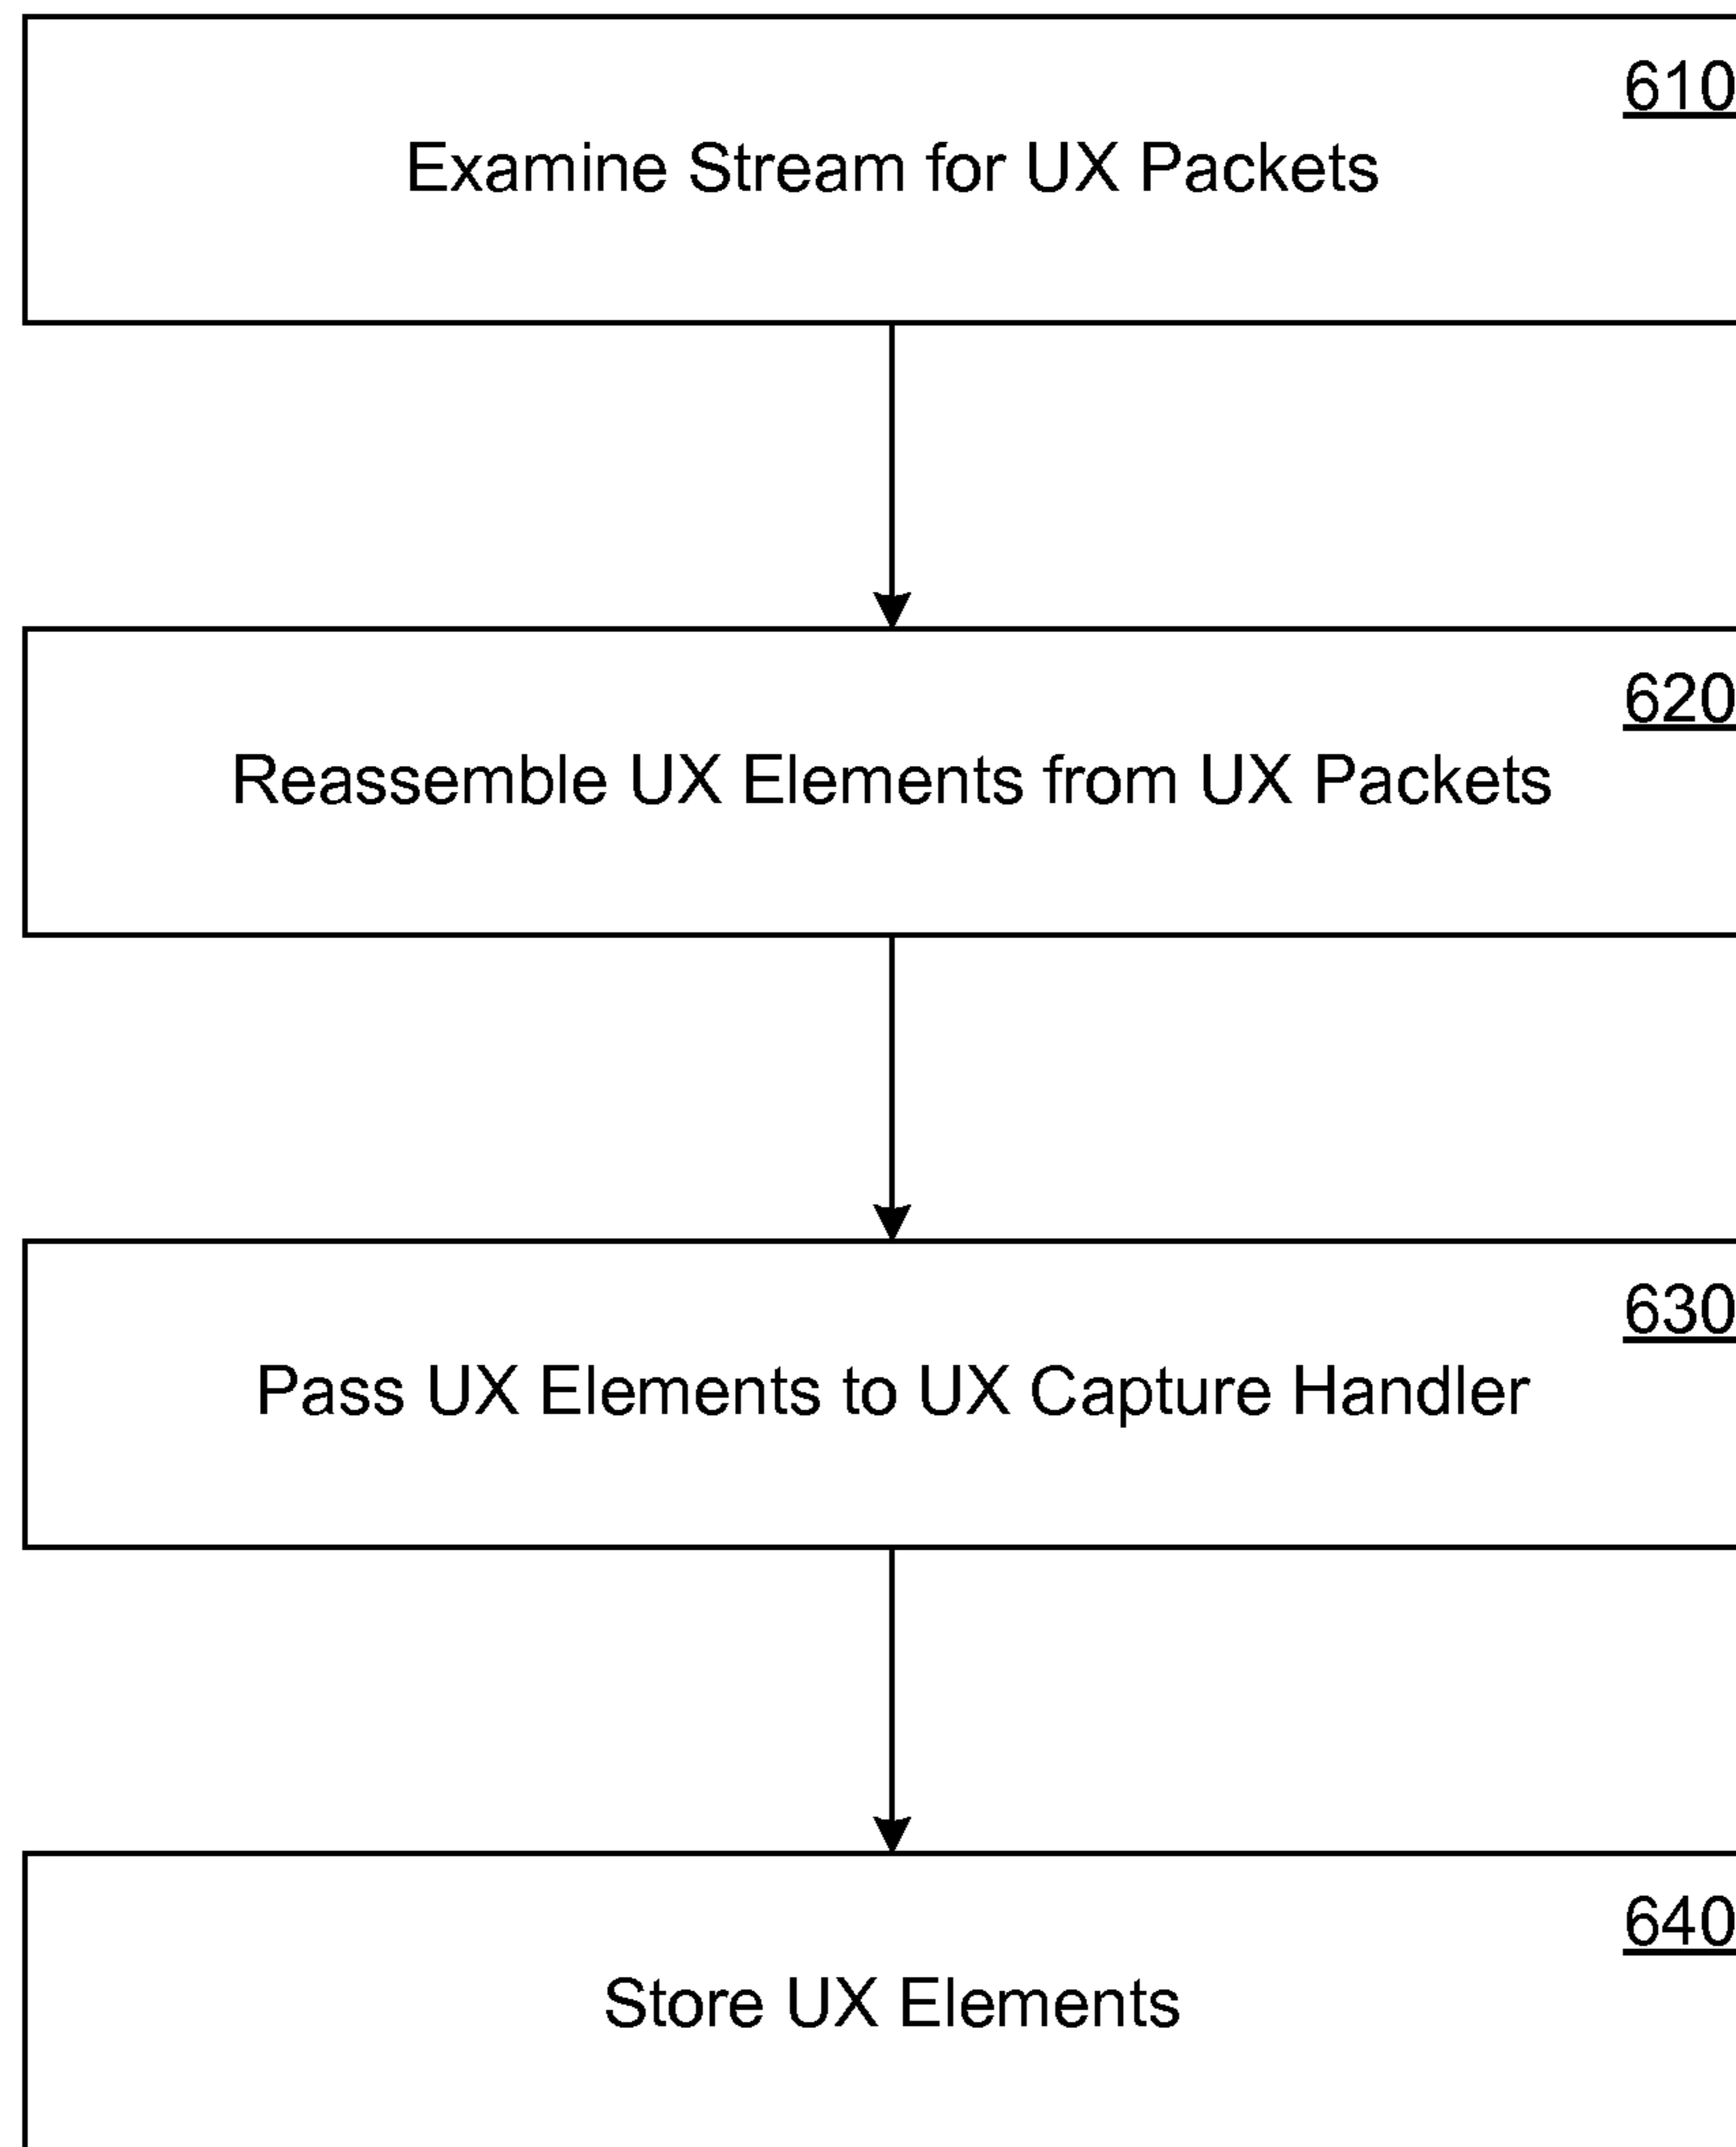 610
Examine Stream for UX Packets
620
Reassemble UX Elements from UX Packets
630
Pass UX Elements to UX Capture Handler
640
Store UX Elements